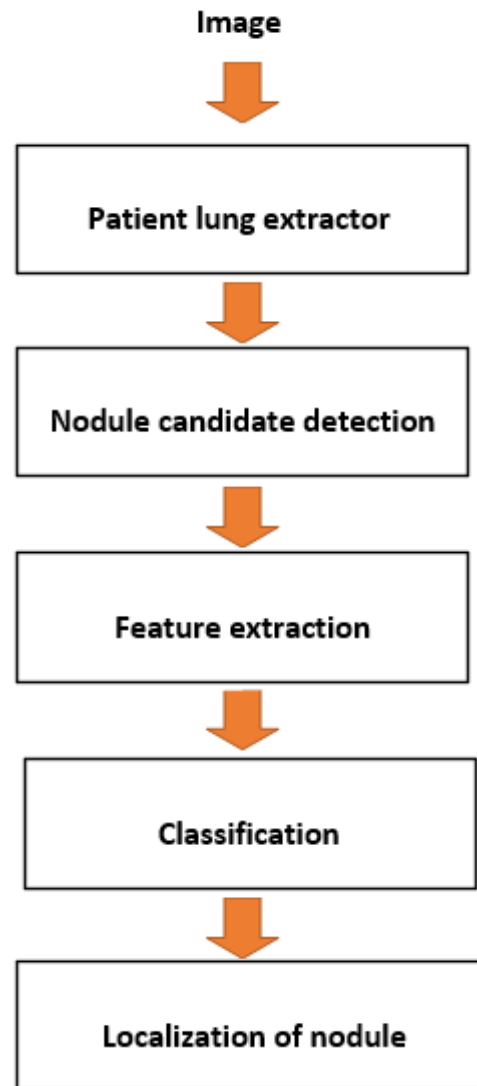 Image
Patient lung extractor
Nodule candidate detection
Feature extraction
Classification
Localization of nodule